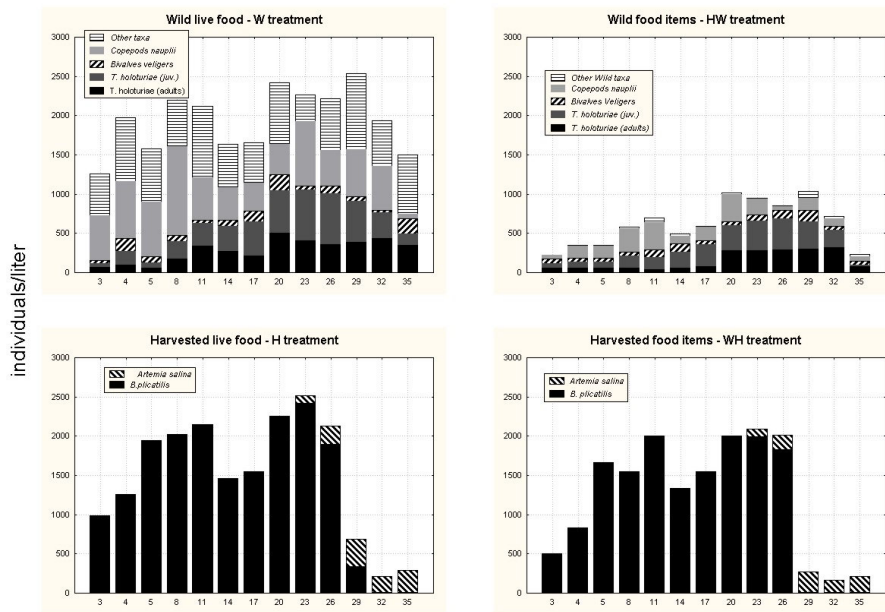 Wild live food - W treatment
3000
2500
2000
1500
1000
500
0
Other taxa
Copepods nauplii
Bivalves veligers
T. holoturiae (juv.)
T. holoturiae (adults)
3 4 5 8 11 14 17 20 23 26 29 32 35
Wild food items - HW treatment
3000
2500
2000
1500
1000
500
0
Other Wild taxa
Copepods nauplii
Bivalves Veligers
T. holoturiae (juv.)
T. holoturiae (adults)
3 4 5 8 11 14 17 20 23 26 29 32 35
individuals/liter
Harvested live food - H treatment
3000
2500
2000
1500
1000
500
0
Artemia salina
B.plicatilis
3 4 5 8 11 14 17 20 23 26 29 32 35
Harvested food items - WH treatment
3000
2500
2000
1500
1000
500
0
Artemia salina
B. plicatilis
3 4 5 8 11 14 17 20 23 26 29 32 35